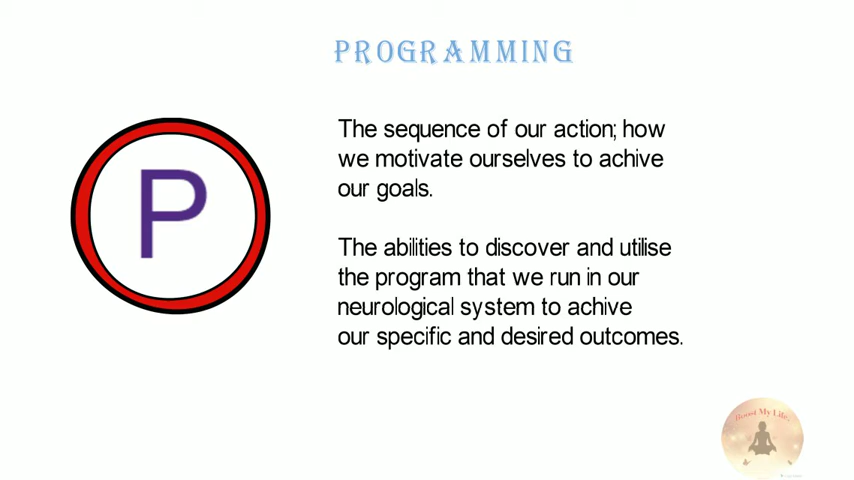 PROGRAMMING
The sequence of our action; how
we motivate ourselves to achive
our goals.
P
The abilities to discover and utilise
the program that we run in our
neurological system to achive
our specific and desired outcomes.
Boost My Life.